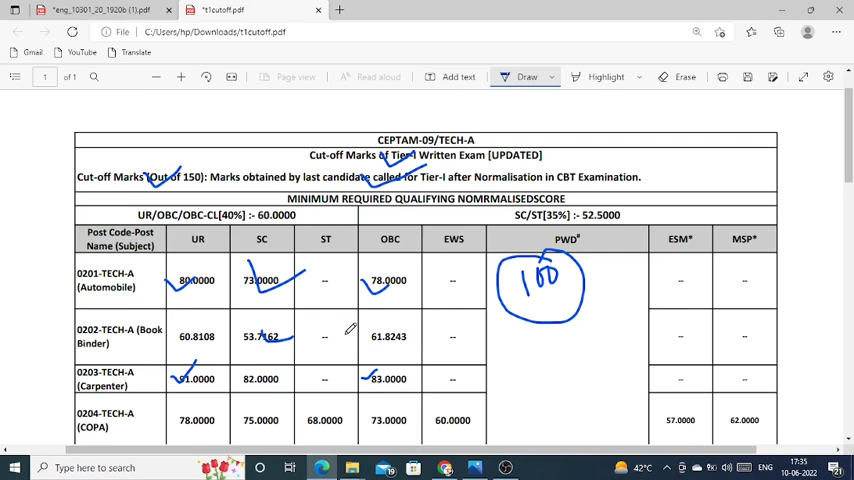 *eng_10301_20_1920b (1).pdf
*t1cutoff.pdf
File
C:/Users/hp/Downloads/t1cutoff.pdf
Gmail
YouTube
Translate
1 of 1
Page view
Read aloud
Add text
Draw
Highlight
Erase
CEPTAM-09/TECH-A
Cut-off Marks of Tier-I Written Exam [UPDATED]
Cut-off Marks (Out of 150): Marks obtained by last candidate called for Tier-I after Normalisation in CBT Examination.
MINIMUM REQUIRED QUALIFYING NOMRMALISEDSCORE
UR/OBC/OBC-CL[40%] :- 60.0000 SC/ST[35%] :- 52.5000
Post Code-Post Name (Subject) UR SC ST OBC EWS PWD# ESM* MSP*
0201-TECH-A (Automobile) 80.0000 73.0000 -- 78.0000 -- -- --
100
0202-TECH-A (Book Binder) 60.8108 53.7162 -- 61.8243 -- -- --
0203-TECH-A (Carpenter) 91.0000 82.0000 -- 83.0000 -- -- --
0204-TECH-A (COPA) 78.0000 75.0000 68.0000 73.0000 60.0000 57.0000 62.0000
Type here to search
19
42°C
ENG
17:35
10-06-2022
21